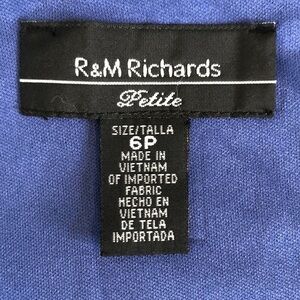 R&M Richards
Petite
SIZE/TALLA
6P
MADE IN
VIETNAM
OF IMPORTED
FABRIC
HECHO EN
VIETNAM
DE TELA
IMPORTADA